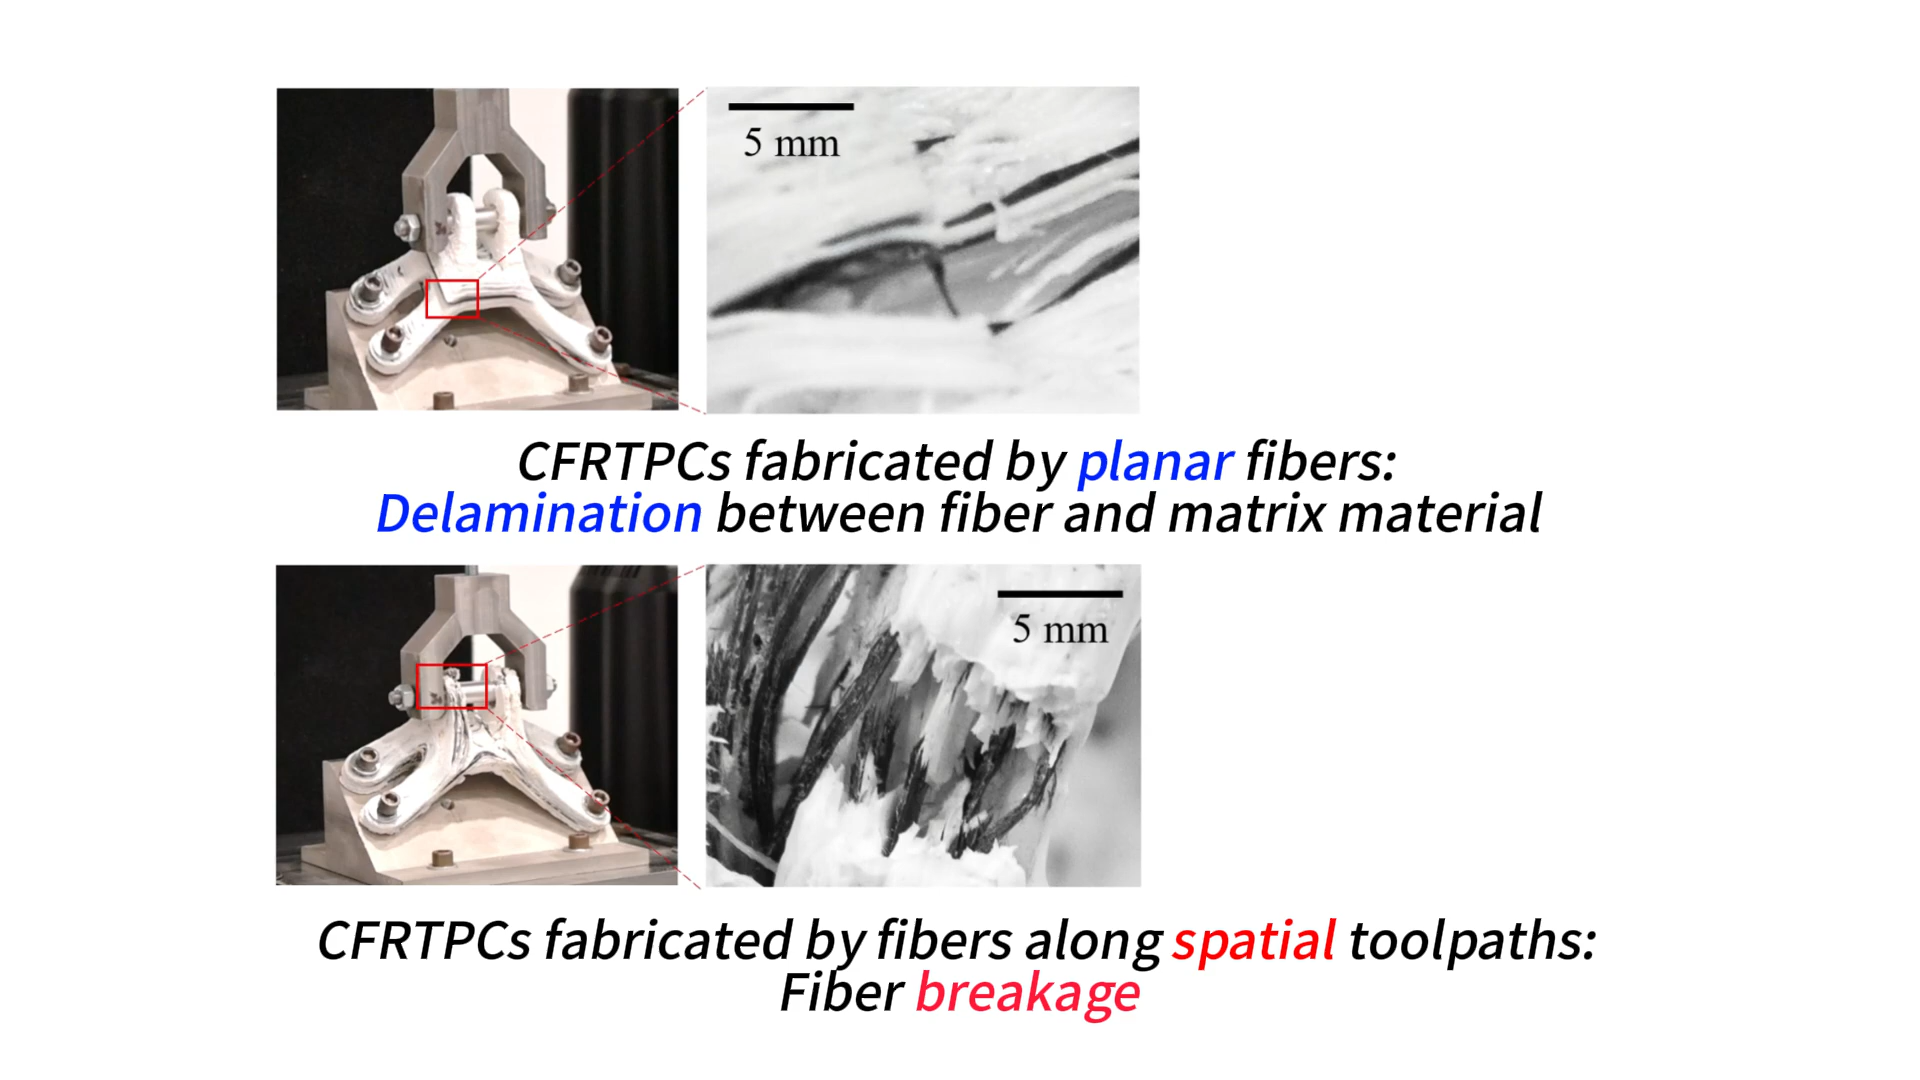 5 mm
CFRTPCs fabricated by planar fibers:
Delamination between fiber and matrix material
5 mm
CFRTPCs fabricated by fibers along spatial toolpaths:
Fiber breakage